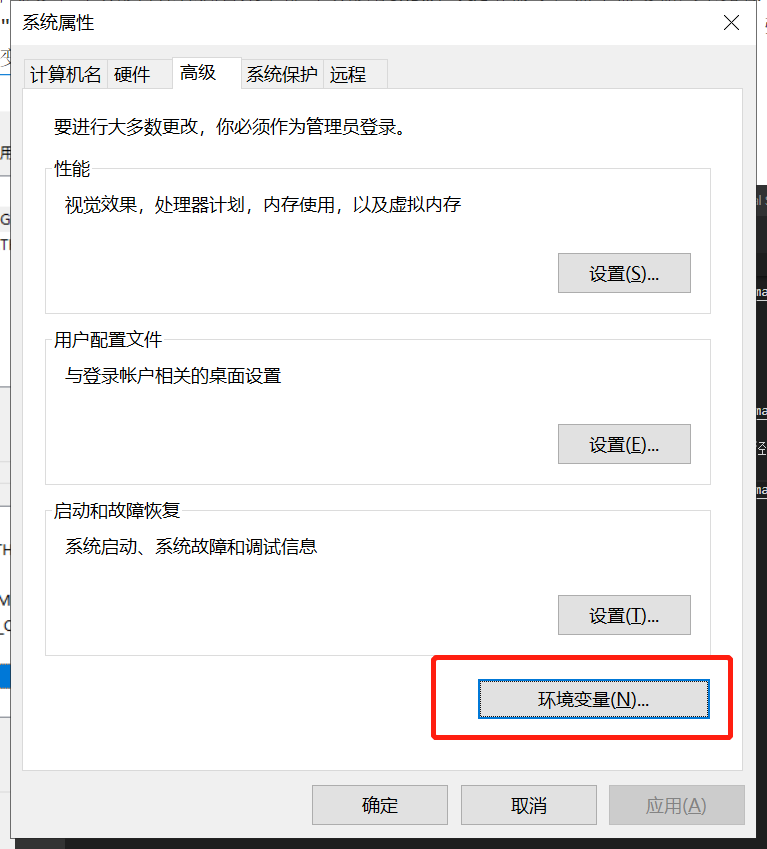 系统属性
计算机名 硬件 高级 系统保护 远程
要进行大多数更改，你必须作为管理员登录。
性能
视觉效果，处理器计划，内存使用，以及虚拟内存
设置(S)...
用户配置文件
与登录帐户相关的桌面设置
设置(E)...
启动和故障恢复
系统启动、系统故障和调试信息
设置(T)...
环境变量(N)...
确定 取消 应用(A)